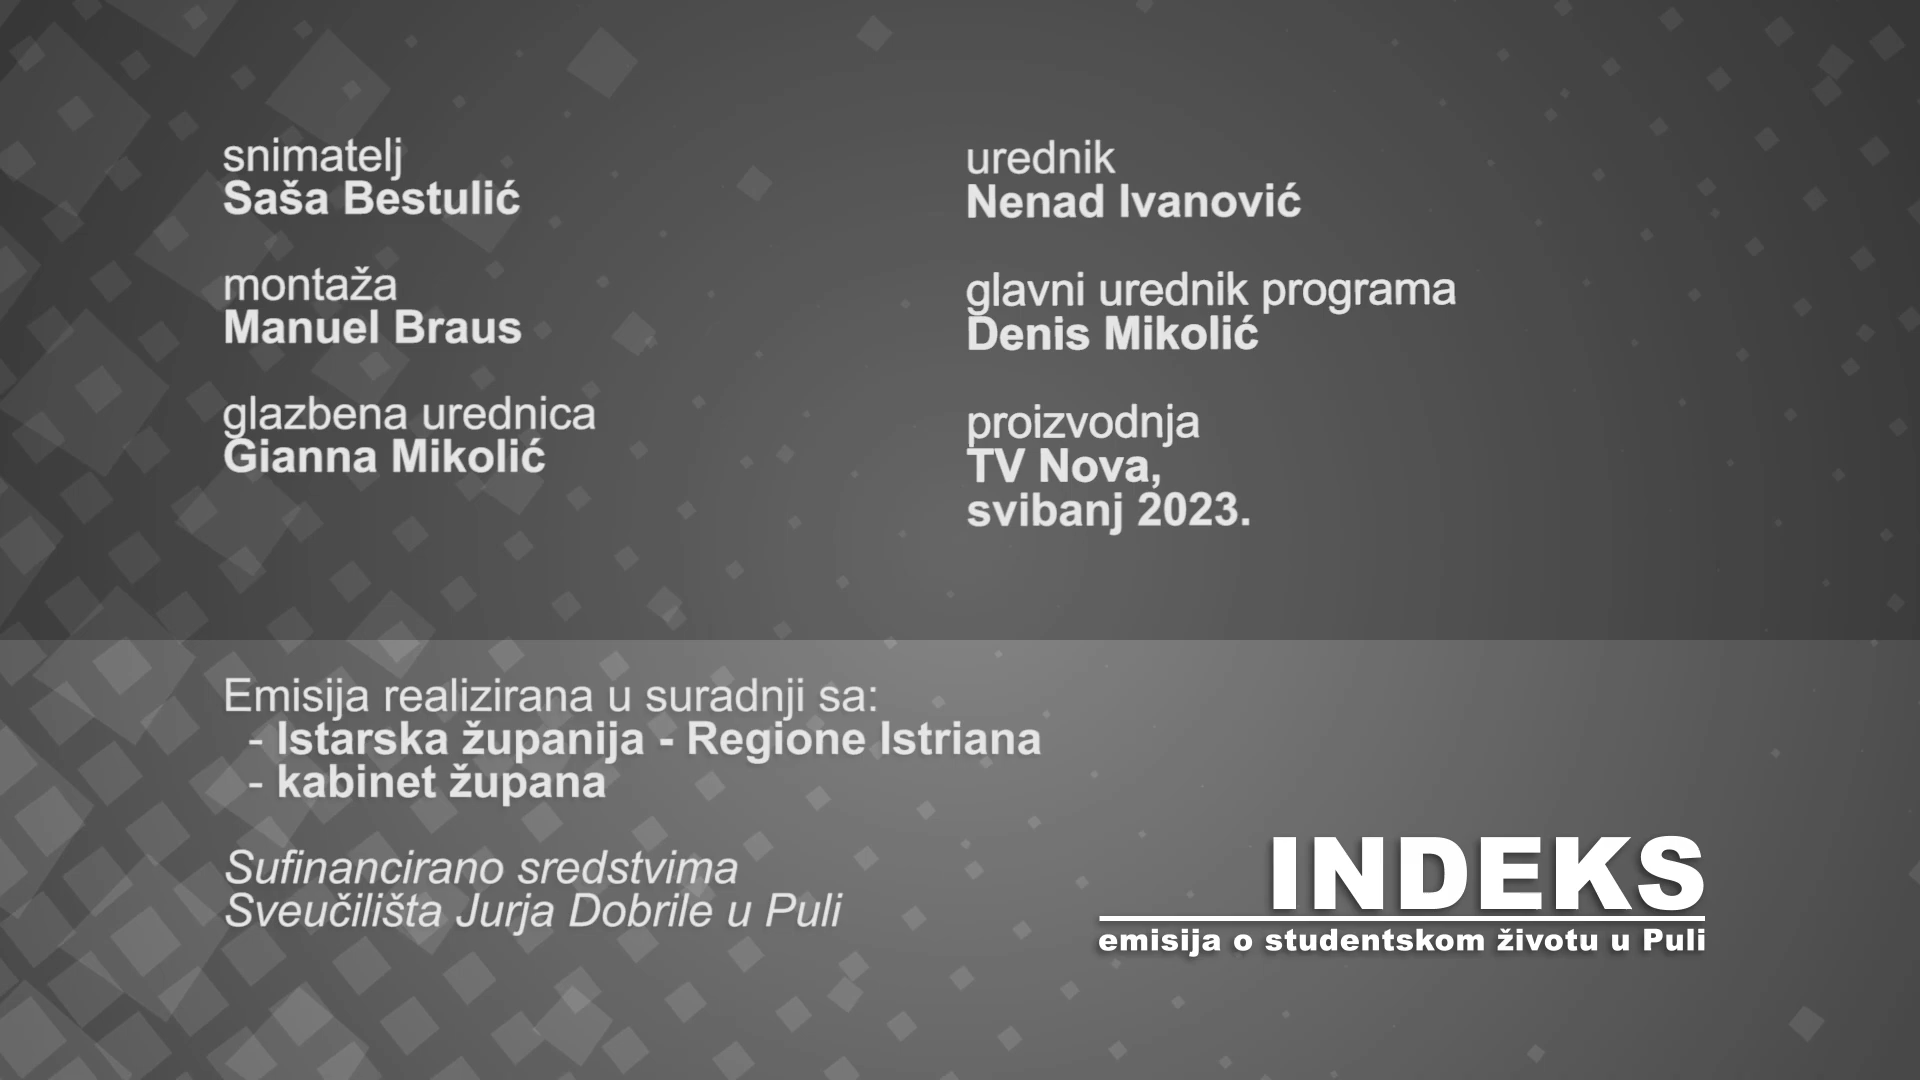 snimatelj
Saša Bestulić
montaža
Manuel Braus
glazbena urednica
Gianna Mikolić
urednik
Nenad Ivanović
glavni urednik programa
Denis Mikolić
proizvodnja
TV Nova,
svibanj 2023.
Emisija realizirana u suradnji sa:
- Istarska županija - Regione Istriana
- kabinet župana
Sufinancirano sredstvima
Sveučilišta Jurja Dobrile u Puli
INDEKS
emisija o studentskom životu u Puli